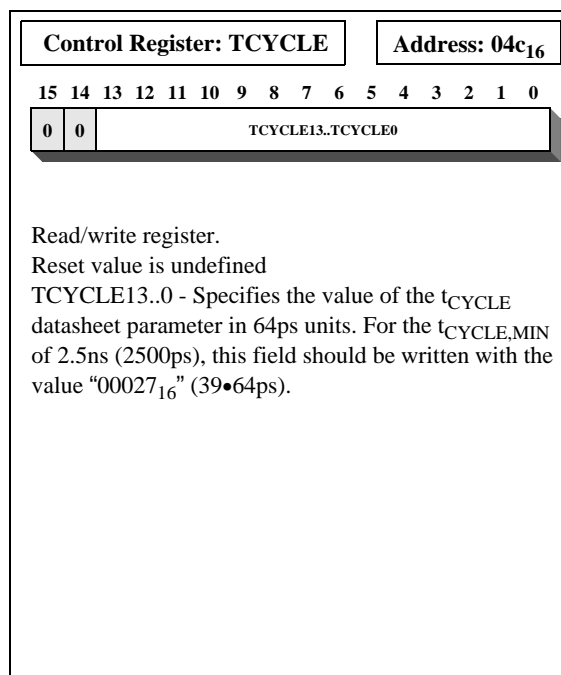 Control Register: TCYCLE Address: 04c16
15 14 13 12 11 10 9 8 7 6 5 4 3 2 1 0
0 0 TCYCLE13..TCYCLE0
Read/write register.
Reset value is undefined
TCYCLE13..0 - Specifies the value of the tCYCLE
datasheet parameter in 64ps units. For the tCYCLE,MIN
of 2.5ns (2500ps), this field should be written with the
value “0002716” (39•64ps).